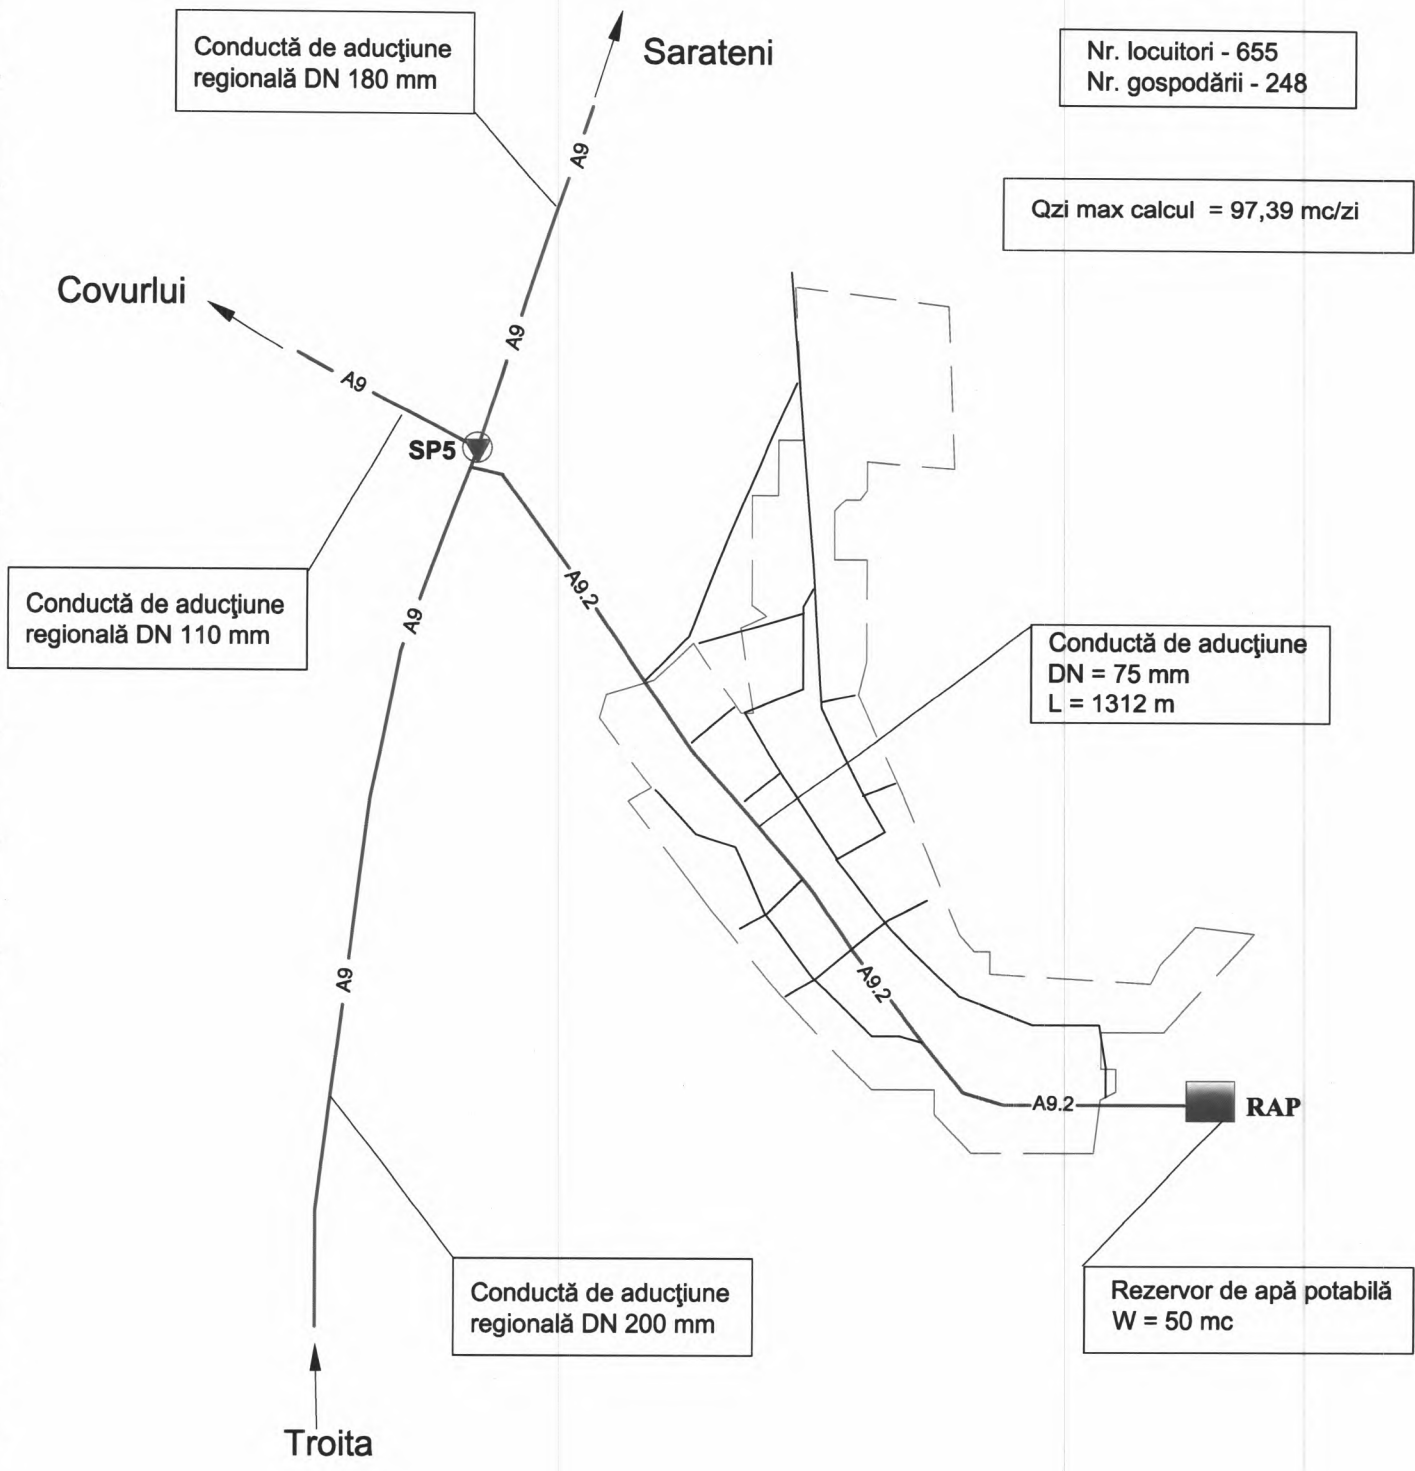 Conductă de aducţiune
regională DN 180 mm
Sarateni
Nr. locuitori - 655
Nr. gospodării - 248
Qzi max calcul = 97,39 mc/zi
A9
Covurlui
A9
A9
SP5
A9.2
Conductă de aducţiune
regională DN 110 mm
A9
Conductă de aducţiune
DN = 75 mm
L = 1312 m
A9
A9.2
A9.2
RAP
Conductă de aducţiune
regională DN 200 mm
Rezervor de apă potabilă
W = 50 mc
Troita